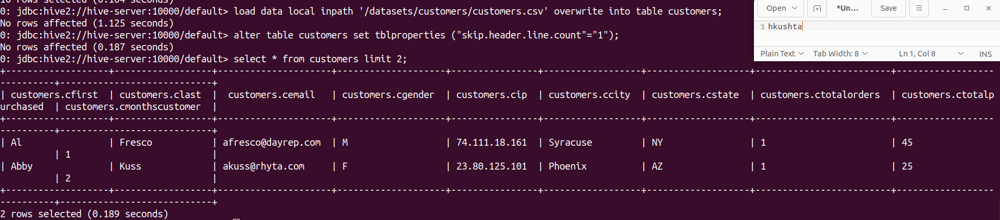 10 rows selected (0.104 seconds)
0: jdbc:hive2://hive-server:10000/default> load data local inpath '/datasets/customers/customers.csv' overwrite into table customers;
No rows affected (1.125 seconds)
0: jdbc:hive2://hive-server:10000/default> alter table customers set tblproperties ("skip.header.line.count"="1");
No rows affected (0.187 seconds)
0: jdbc:hive2://hive-server:10000/default> select * from customers limit 2;
| customers.cfirst | customers.clast | customers.cemail | customers.cgender | customers.cip | customers.ccity | customers.cstate | customers.ctotalorders | customers.ctotalp
urchased | customers.cmonthscustomer |
| Al | Fresco | afresco@dayrep.com | M | 74.111.18.161 | Syracuse | NY | 1 | 45
| 1 |
| Abby | Kuss | akuss@rhyta.com | F | 23.80.125.101 | Phoenix | AZ | 1 | 25
| 2 |
2 rows selected (0.189 seconds)
Open *Un... Save
1 hkushta
Plain Text Tab Width: 8 Ln 1, Col 8 INS